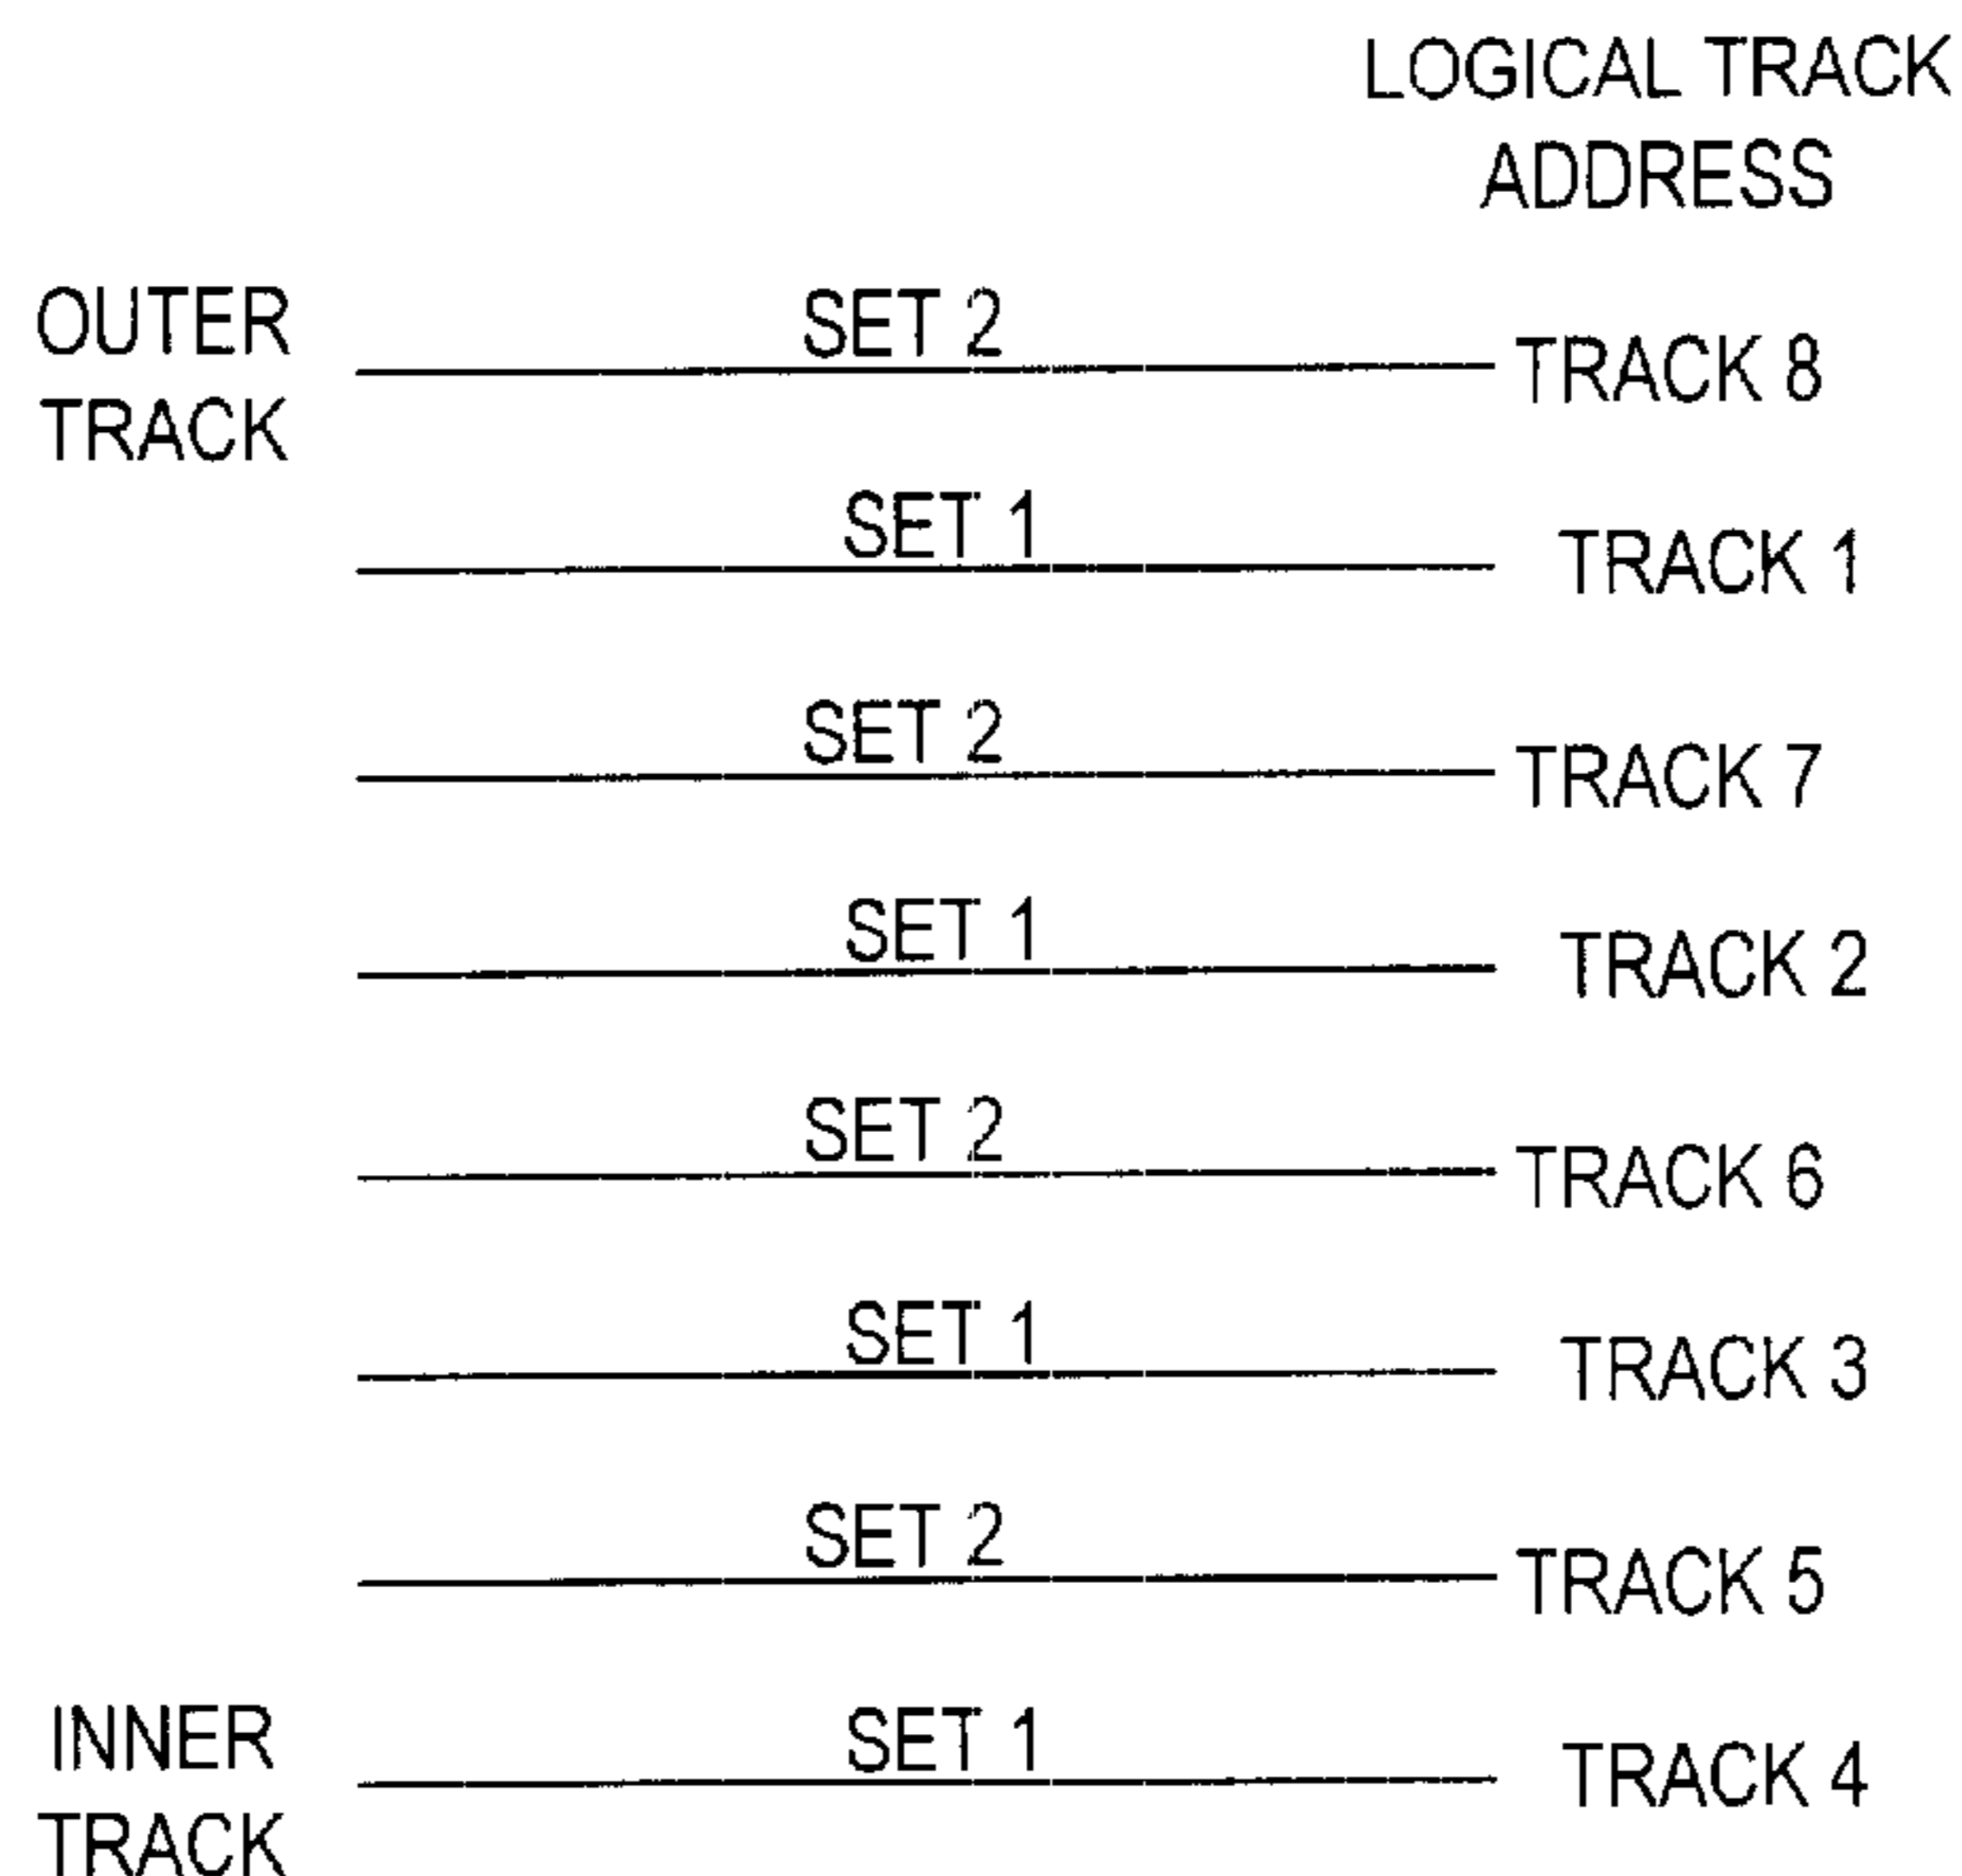 LOGICAL TRACK
ADDRESS
OUTER
TRACK
SET 2
TRACK 8
SET 1
TRACK 1
SET 2
TRACK 7
SET 1
TRACK 2
SET 2
TRACK 6
SET 1
TRACK 3
SET 2
TRACK 5
INNER
TRACK
SET 1
TRACK 4